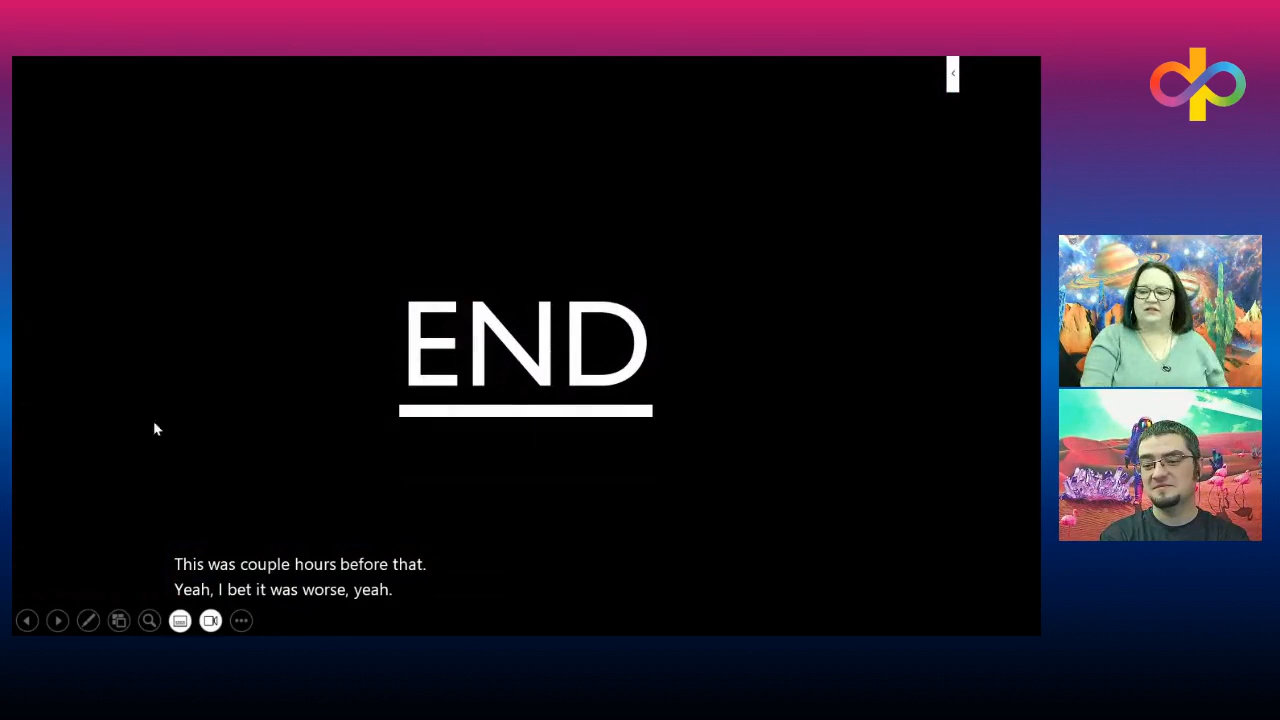 END
This was couple hours before that.
Yeah, I bet it was worse, yeah.